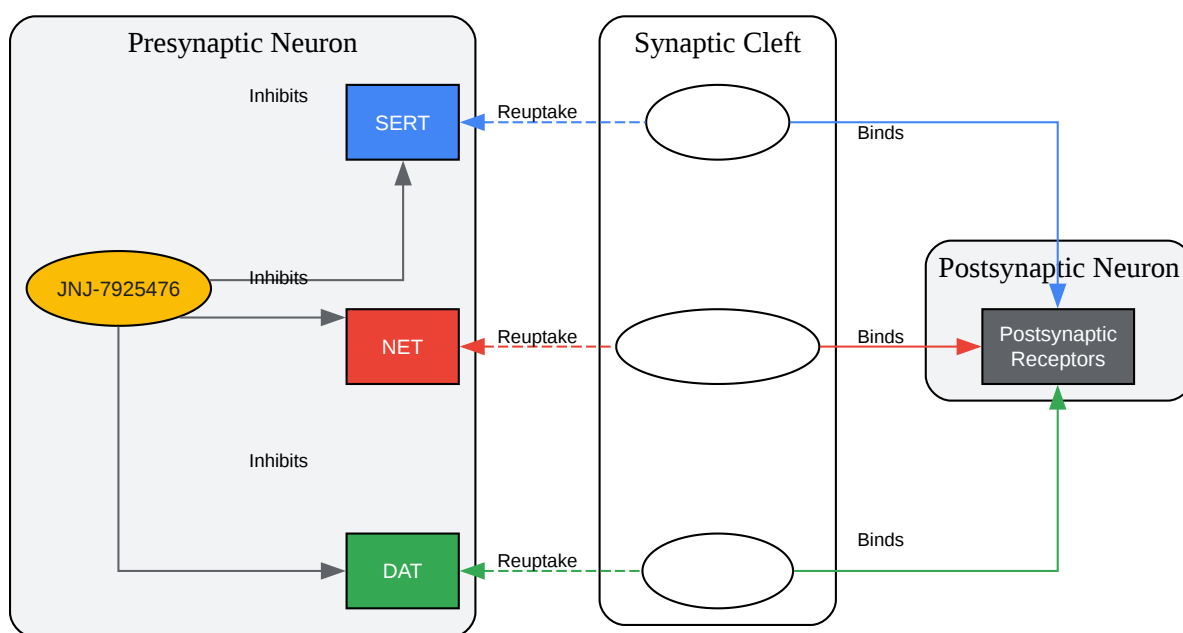 Presynaptic Neuron
Synaptic Cleft
Inhibits
SERT
Reuptake
Binds
JNJ-7925476
Inhibits
Postsynaptic Neuron
NET
Reuptake
Binds
Postsynaptic
Receptors
Inhibits
DAT
Reuptake
Binds